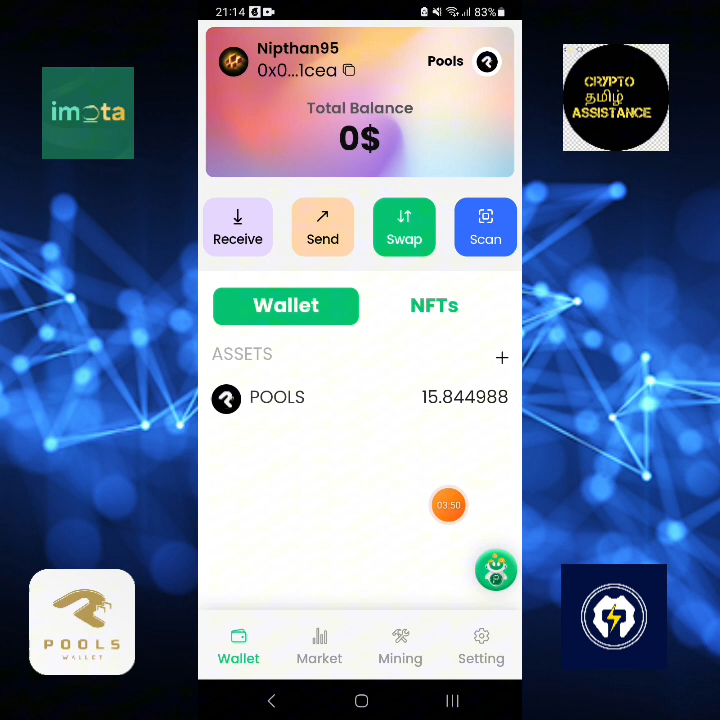 21:14
83%
Nipthan95
0x0...1cea
Pools
Total Balance
0$
Receive
Send
Swap
Scan
Wallet
NFTs
ASSETS
+
POOLS
15.844988
03:50
Wallet
Market
Mining
Setting
imota
CRYPTO
தமிழ்
ASSISTANCE
POOLS
WALLET